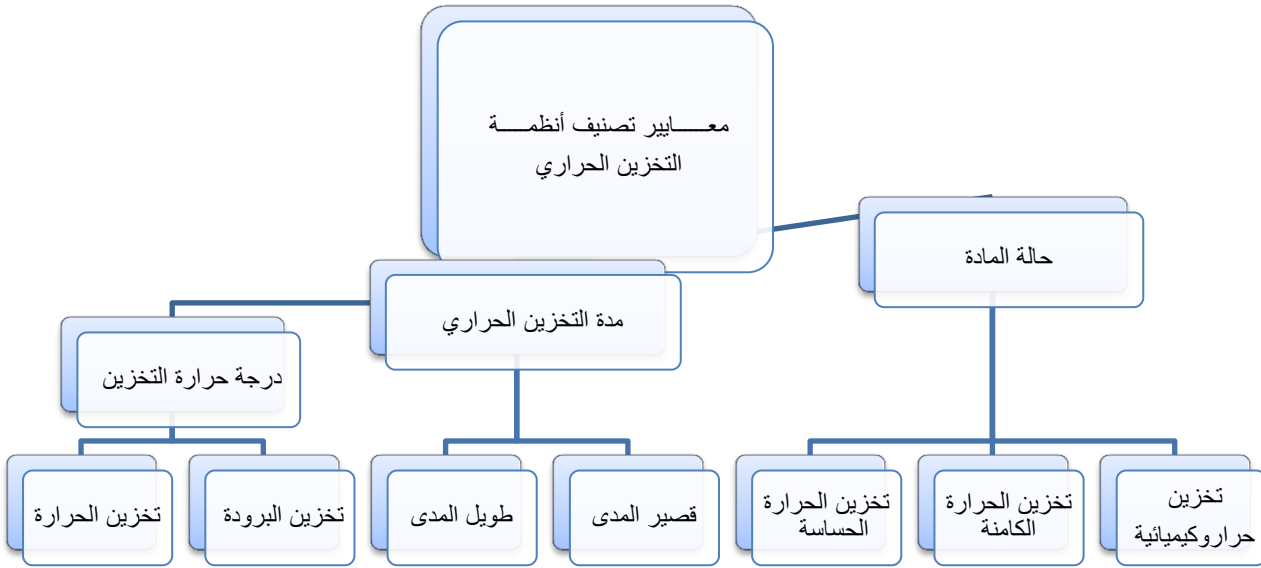 معـــــايير تصنيف أنظمـــــة
التخزين الحراري
حالة المادة
مدة التخزين الحراري
درجة حرارة التخزين
تخزين
حراروكيميائية
تخزين الحرارة
الكامنة
تخزين الحرارة
الحساسة
قصير المدى
طويل المدى
تخزين البرودة
تخزين الحرارة